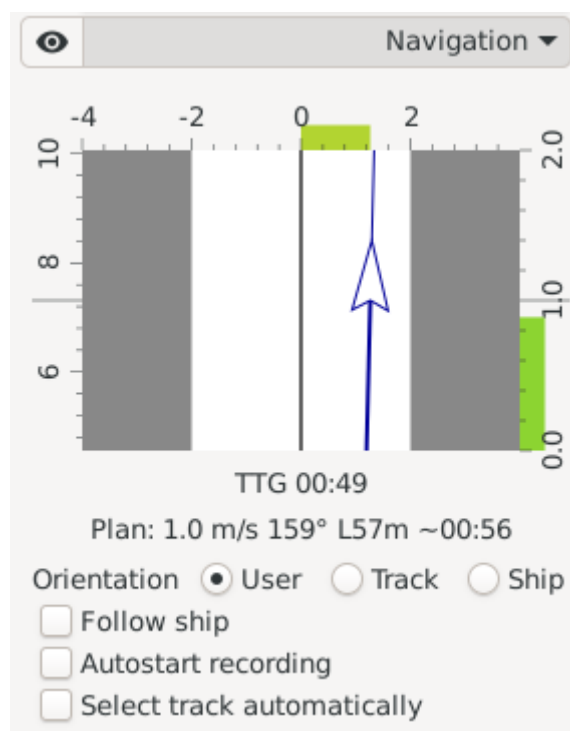 Navigation
-4 -2 0 2
10 2.0
8
1.0
6
0.0
TTG 00:49
Plan: 1.0 m/s 159° L57m ~00:56
Orientation User Track Ship
Follow ship
Autostart recording
Select track automatically